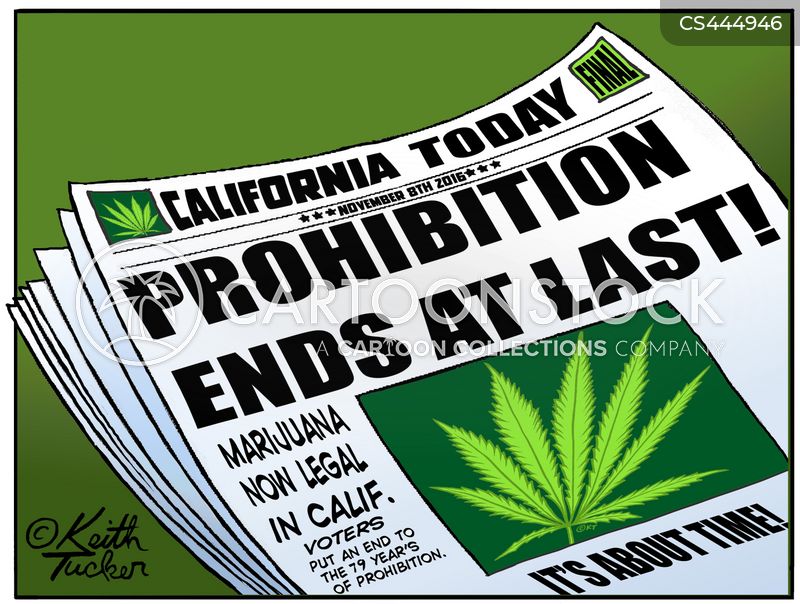 CS444946
FINAL
CALIFORNIA TODAY
★★★NOVEMBER 8TH 2016★★★
PROHIBITION
ENDS AT LAST!
CARTOONSTOCK
A CARTOON COLLECTIONS COMPANY
MARIJUANA
NOW LEGAL
IN CALIF.
VOTERS
PUT AN END TO
THE 79 YEAR'S
OF PROHIBITION.
©KT
IT'S ABOUT TIME!
©Keith
Tucker